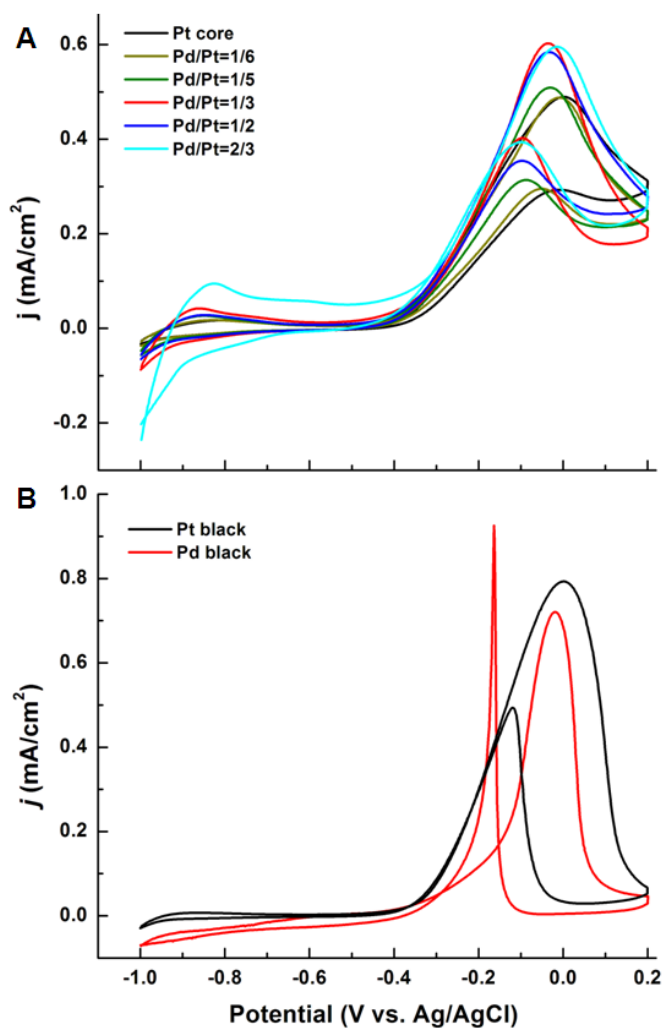 A
Pt core
Pd/Pt=1/6
Pd/Pt=1/5
Pd/Pt=1/3
Pd/Pt=1/2
Pd/Pt=2/3
j (mA/cm²)
0.6
0.4
0.2
0.0
-0.2
B
Pt black
Pd black
j (mA/cm²)
1.0
0.8
0.6
0.4
0.2
0.0
-1.0 -0.8 -0.6 -0.4 -0.2 0.0 0.2
Potential (V vs. Ag/AgCl)